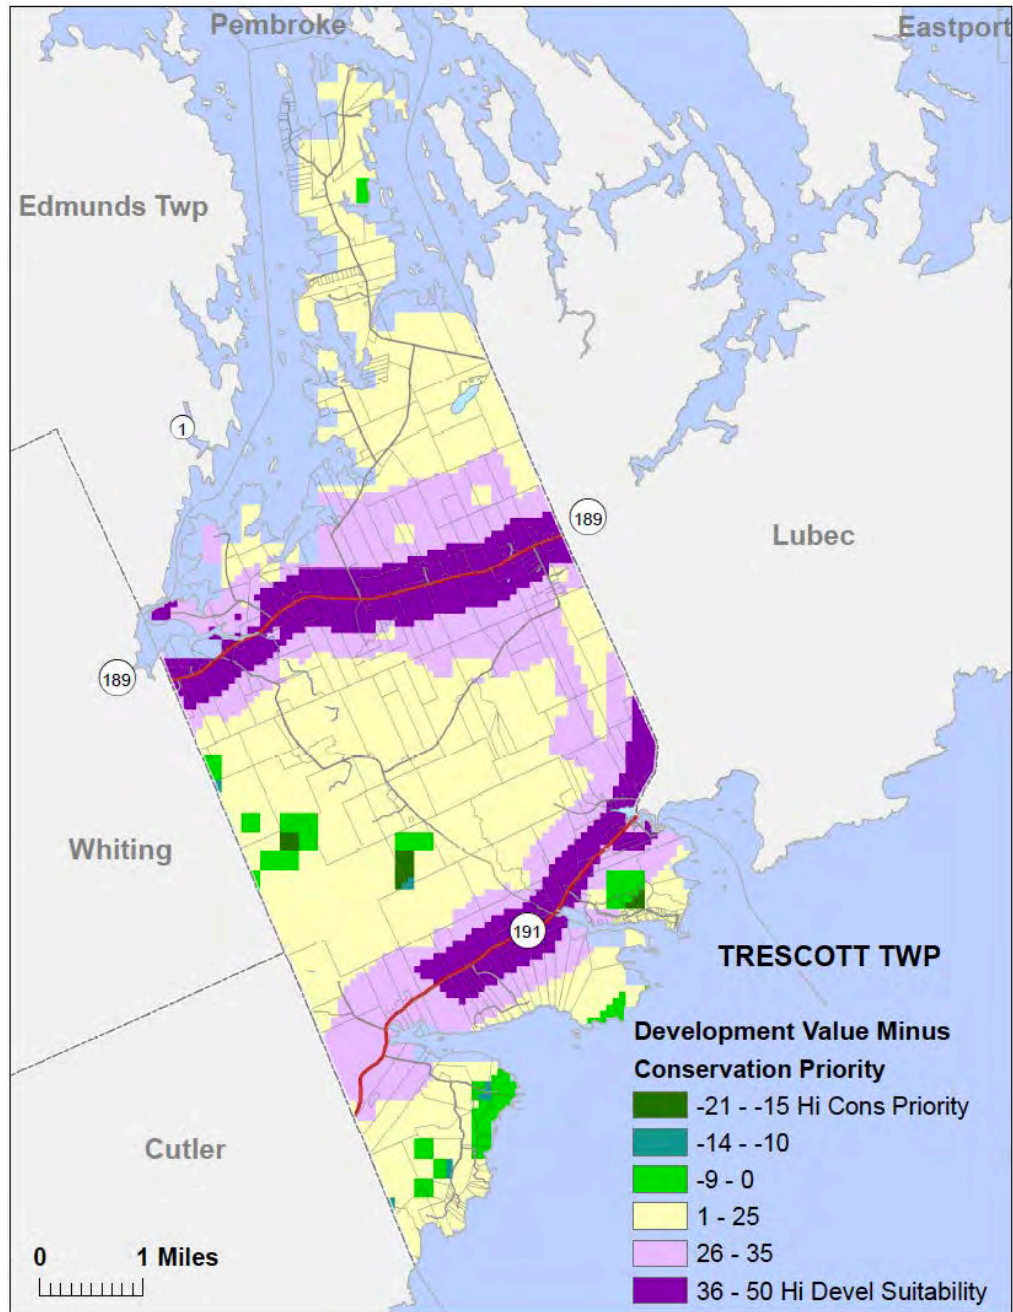 Pembroke
Eastport
Edmunds Twp
1
189
Lubec
189
Whiting
191
TRESCOTT TWP
Development Value Minus
Conservation Priority
-21 - -15 Hi Cons Priority
-14 - -10
-9 - 0
1 - 25
26 - 35
36 - 50 Hi Devel Suitability
Cutler
0 1 Miles